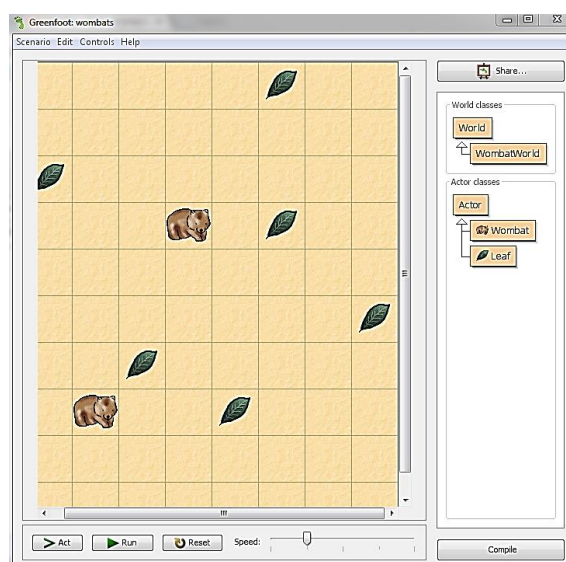 Greenfoot: wombats
Scenario Edit Controls Help
Share...
World classes
World
WombatWorld
Actor classes
Actor
Wombat
Leaf
Act Run Reset Speed:
Compile